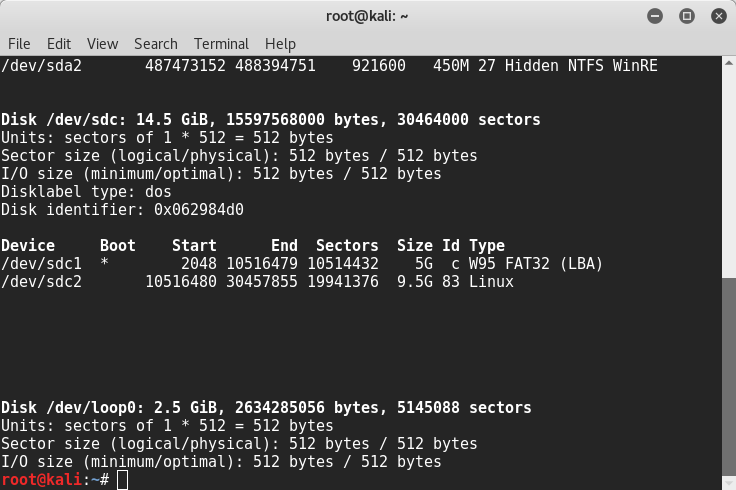 root@kali: ~
File Edit View Search Terminal Help
/dev/sda2       487473152 488394751    921600   450M 27 Hidden NTFS WinRE
Disk /dev/sdc: 14.5 GiB, 15597568000 bytes, 30464000 sectors
Units: sectors of 1 * 512 = 512 bytes
Sector size (logical/physical): 512 bytes / 512 bytes
I/O size (minimum/optimal): 512 bytes / 512 bytes
Disklabel type: dos
Disk identifier: 0x062984d0
Device     Boot    Start      End  Sectors  Size Id Type
/dev/sdc1  *        2048 10516479 10514432    5G  c W95 FAT32 (LBA)
/dev/sdc2       10516480 30457855 19941376  9.5G 83 Linux
Disk /dev/loop0: 2.5 GiB, 2634285056 bytes, 5145088 sectors
Units: sectors of 1 * 512 = 512 bytes
Sector size (logical/physical): 512 bytes / 512 bytes
I/O size (minimum/optimal): 512 bytes / 512 bytes
root@kali:~#